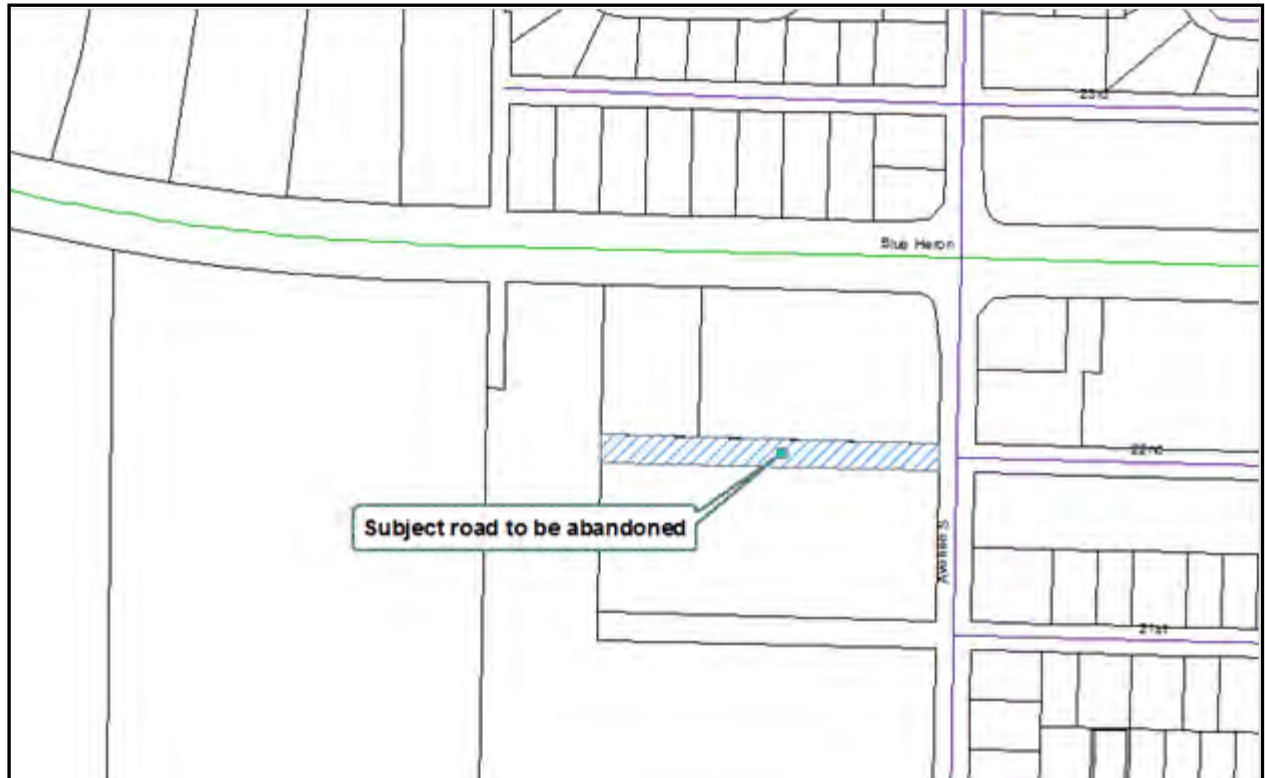 23rd
Blue Heron
22nd
Subject road to be abandoned
Avenue S
21st